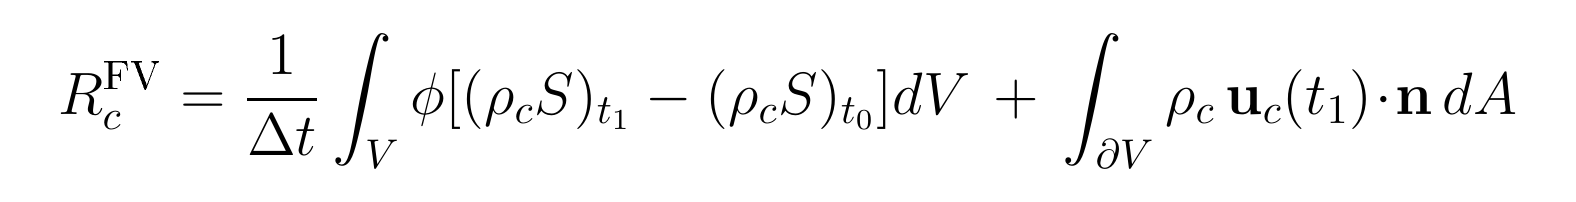 $R_c^{\mathrm{FV}} = \frac{1}{\Delta t} \int_V \phi[(\rho_c S)_{t_1} - (\rho_c S)_{t_0}]dV + \int_{\partial V} \rho_c \mathbf{u}_c(t_1) \cdot \mathbf{n}\, dA$